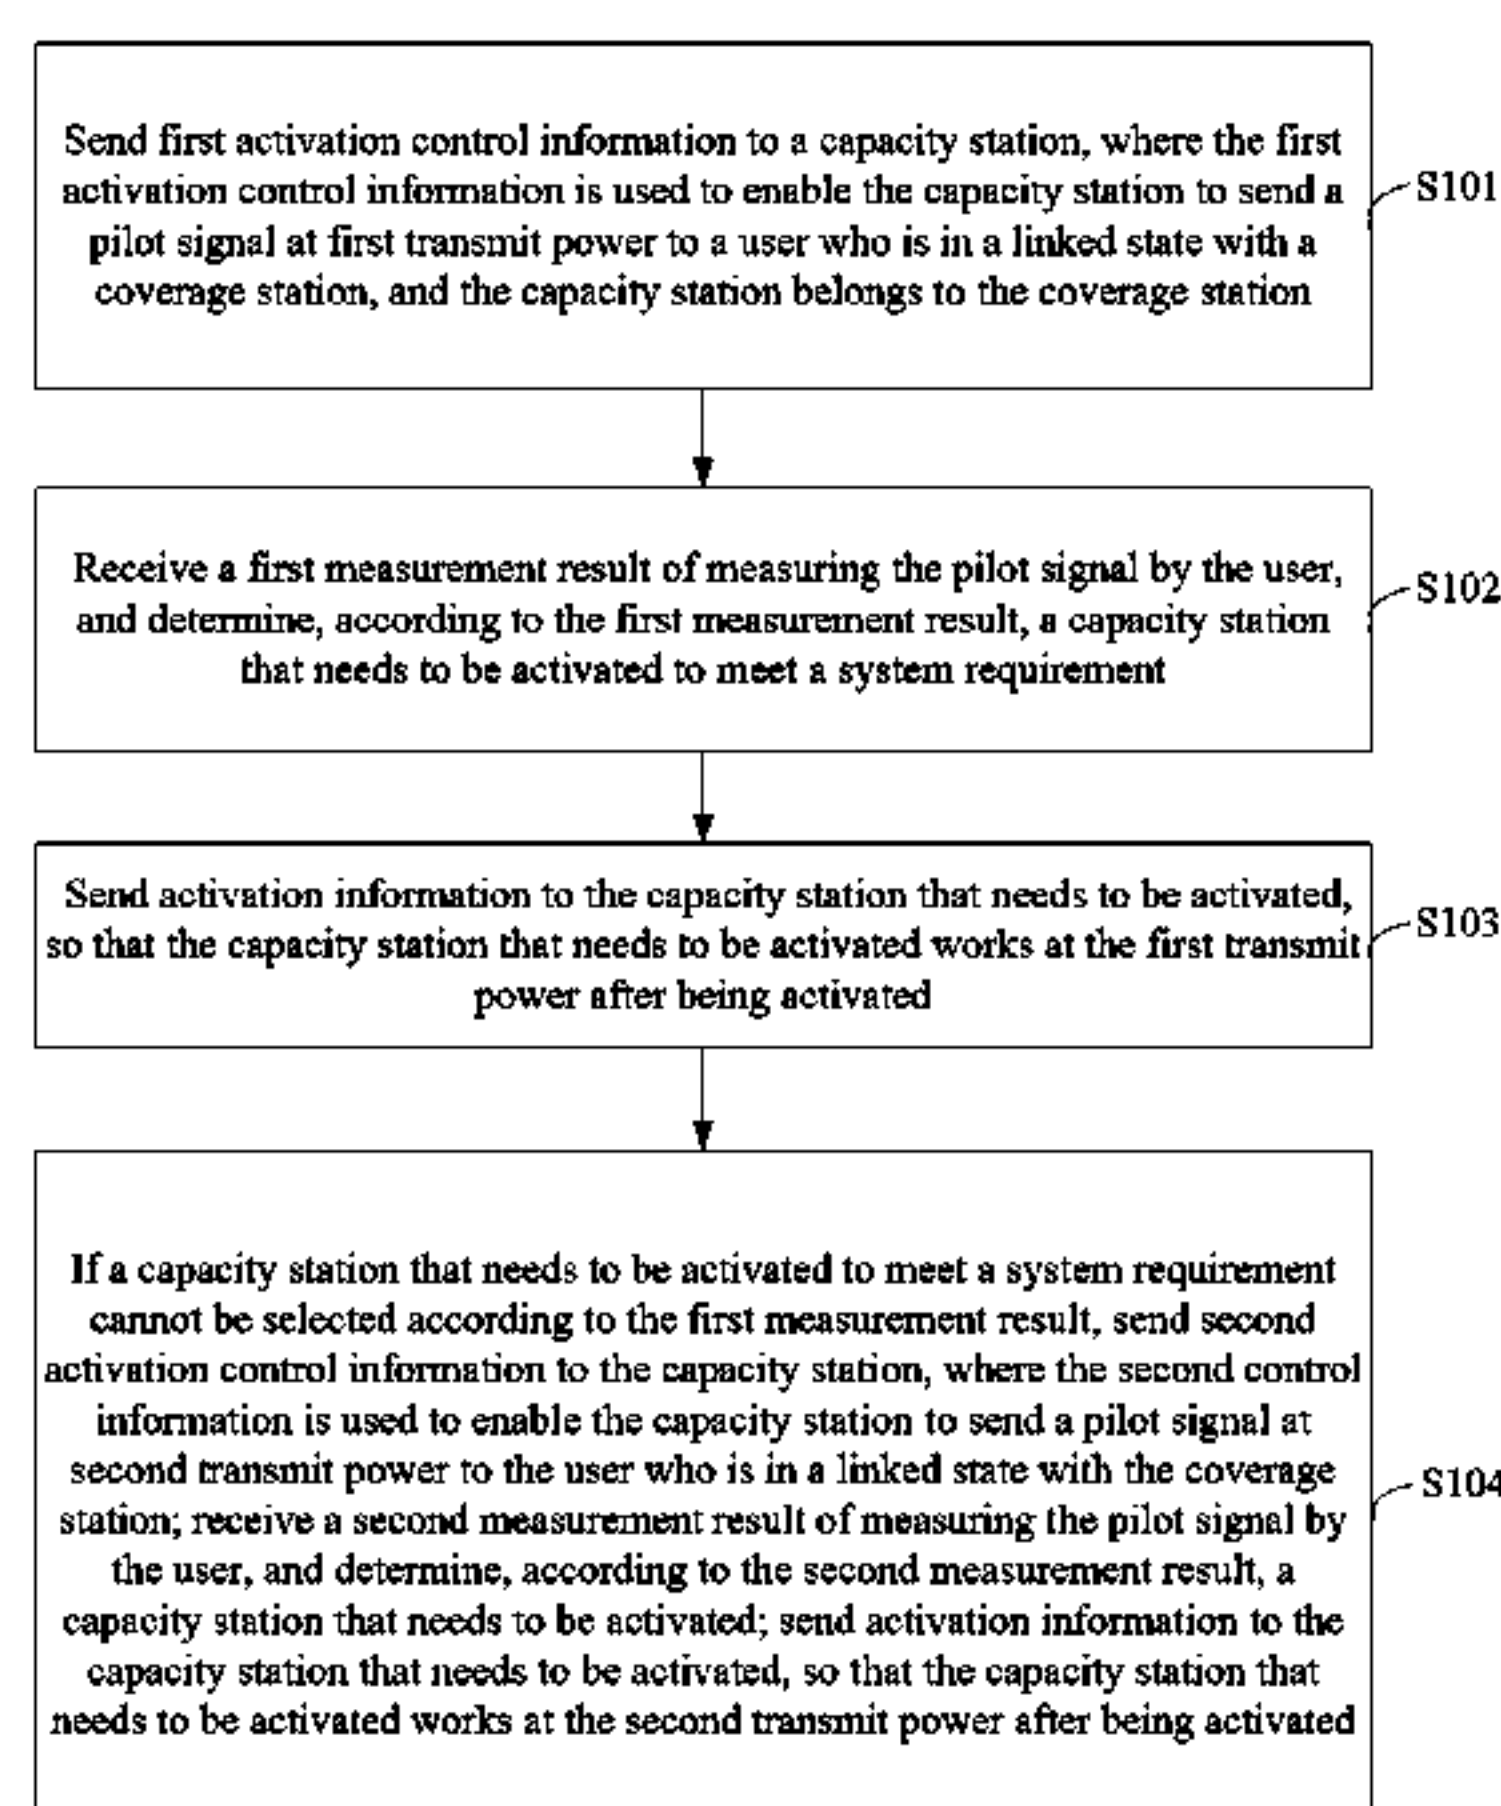 Send first activation control information to a capacity station, where the first
activation control information is used to enable the capacity station to send a
pilot signal at first transmit power to a user who is in a linked state with a
coverage station, and the capacity station belongs to the coverage station
S101
Receive a first measurement result of measuring the pilot signal by the user,
and determine, according to the first measurement result, a capacity station
that needs to be activated to meet a system requirement
S102
Send activation information to the capacity station that needs to be activated,
so that the capacity station that needs to be activated works at the first transmit
power after being activated
S103
If a capacity station that needs to be activated to meet a system requirement
cannot be selected according to the first measurement result, send second
activation control information to the capacity station, where the second control
information is used to enable the capacity station to send a pilot signal at
second transmit power to the user who is in a linked state with the coverage
station; receive a second measurement result of measuring the pilot signal by
the user, and determine, according to the second measurement result, a
capacity station that needs to be activated; send activation information to the
capacity station that needs to be activated, so that the capacity station that
needs to be activated works at the second transmit power after being activated
S104